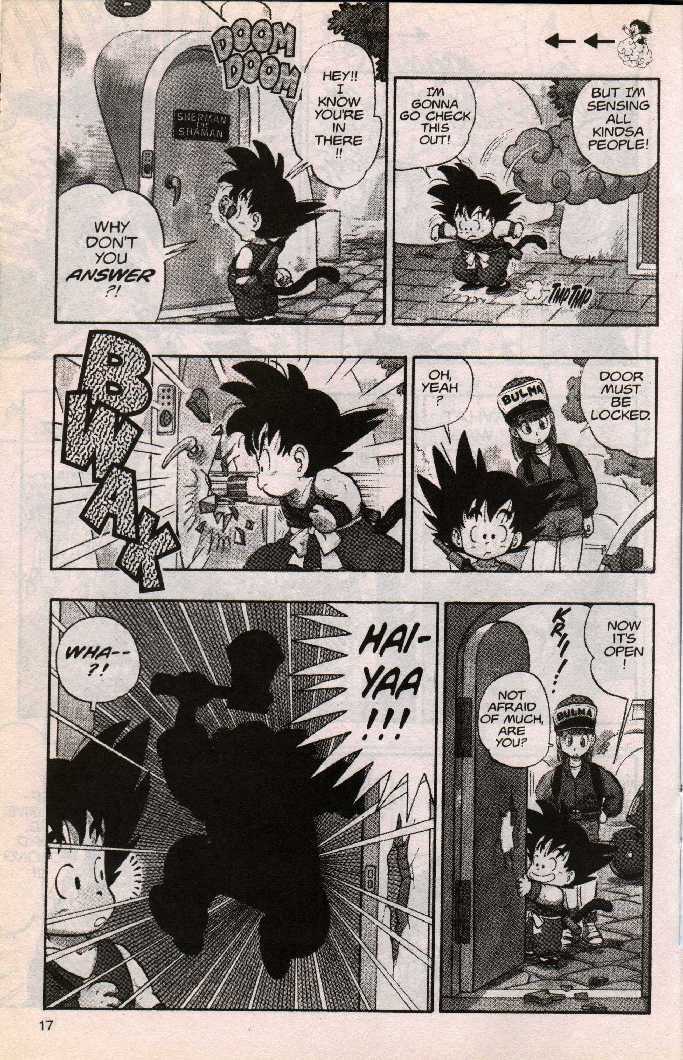 BUT I'M
SENSING
ALL
KINDSA
PEOPLE!
I'M
GONNA
GO CHECK
THIS
OUT!
TMP TMP
DOOM
DOOM
HEY!!
I
KNOW
YOU'RE
IN
THERE
!!
SHERMAN
THE
SHAMAN
WHY
DON'T
YOU
ANSWER
?!
DOOR
MUST
BE
LOCKED.
OH,
YEAH
?
BULMA
BWAK
NOW
IT'S
OPEN
!
KRIII...
NOT
AFRAID
OF MUCH,
ARE
YOU?
BULMA
HAI-
YAA
!!!
WHA--
?!
17